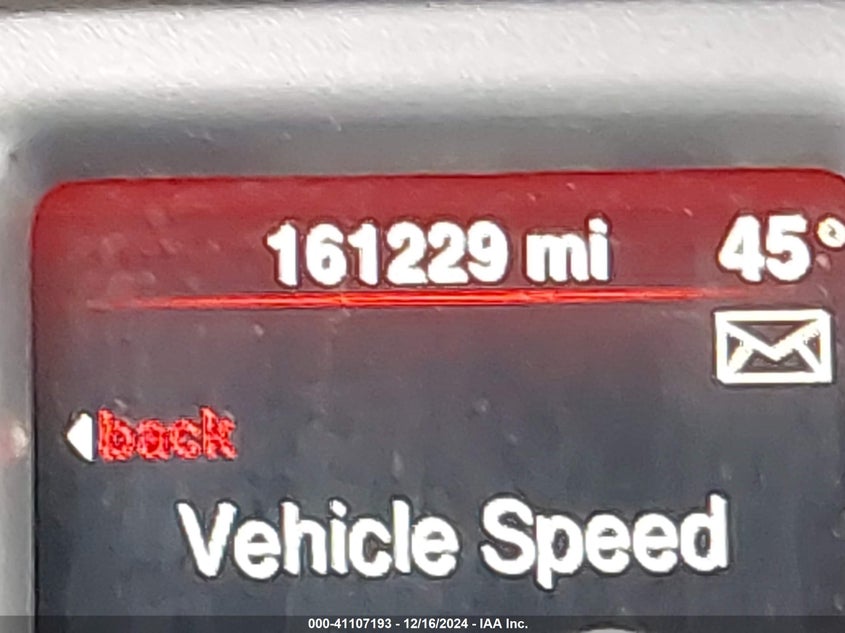 161229 mi 45°
back
Vehicle Speed
000-41107193 - 12/16/2024 - IAA Inc.